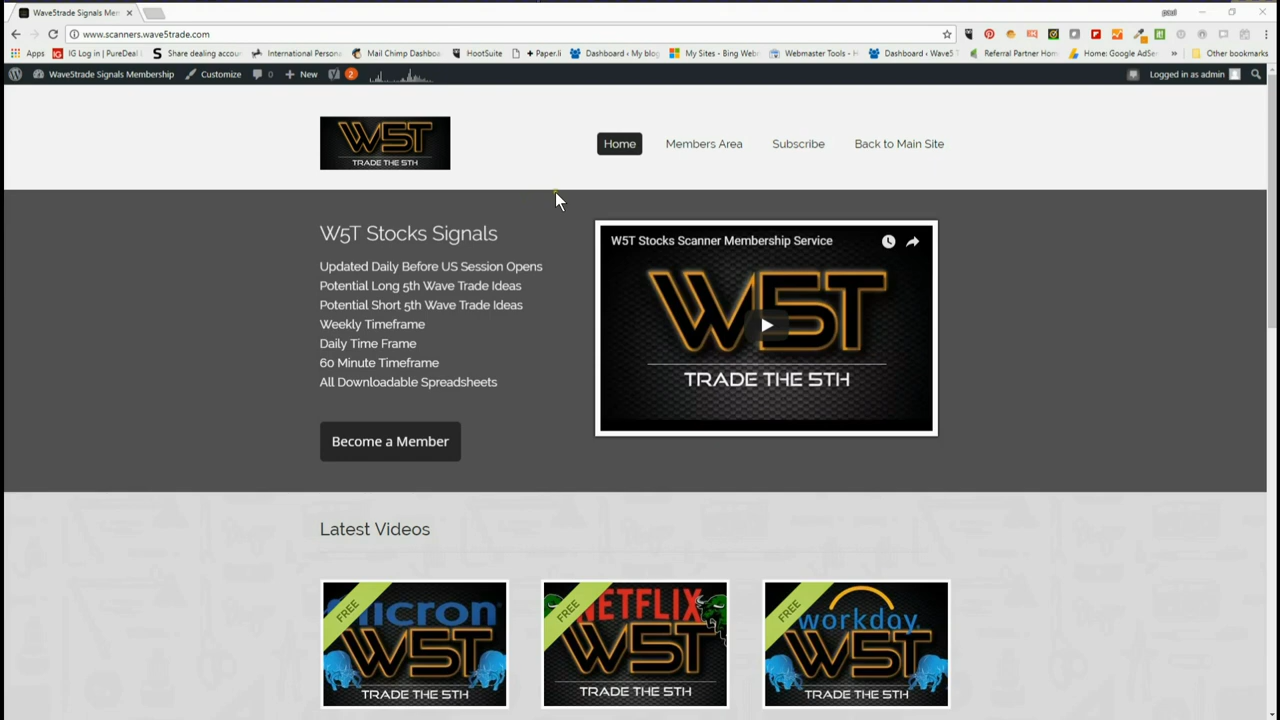 Wave5trade Signals Mem
paul
www.scanners.wave5trade.com
Apps IG Log in | PureDeal Share dealing accou International Persona Mail Chimp Dashboa HootSuite + Paper.li Dashboard ‹ My blog My Sites - Bing Webm Webmaster Tools - H Dashboard ‹ Wave5 T Referral Partner Hom Home: Google AdSen » Other bookmarks
Wave5trade Signals Membership Customize 0 New 2 Logged in as admin
W5T
TRADE THE 5TH
Home Members Area Subscribe Back to Main Site
W5T Stocks Signals
Updated Daily Before US Session Opens
Potential Long 5th Wave Trade Ideas
Potential Short 5th Wave Trade Ideas
Weekly Timeframe
Daily Time Frame
60 Minute Timeframe
All Downloadable Spreadsheets
Become a Member
W5T Stocks Scanner Membership Service
W5T
TRADE THE 5TH
Latest Videos
FREE
Micron
W5T
TRADE THE 5TH
FREE
NETFLIX
W5T
TRADE THE 5TH
FREE
workday
W5T
TRADE THE 5TH